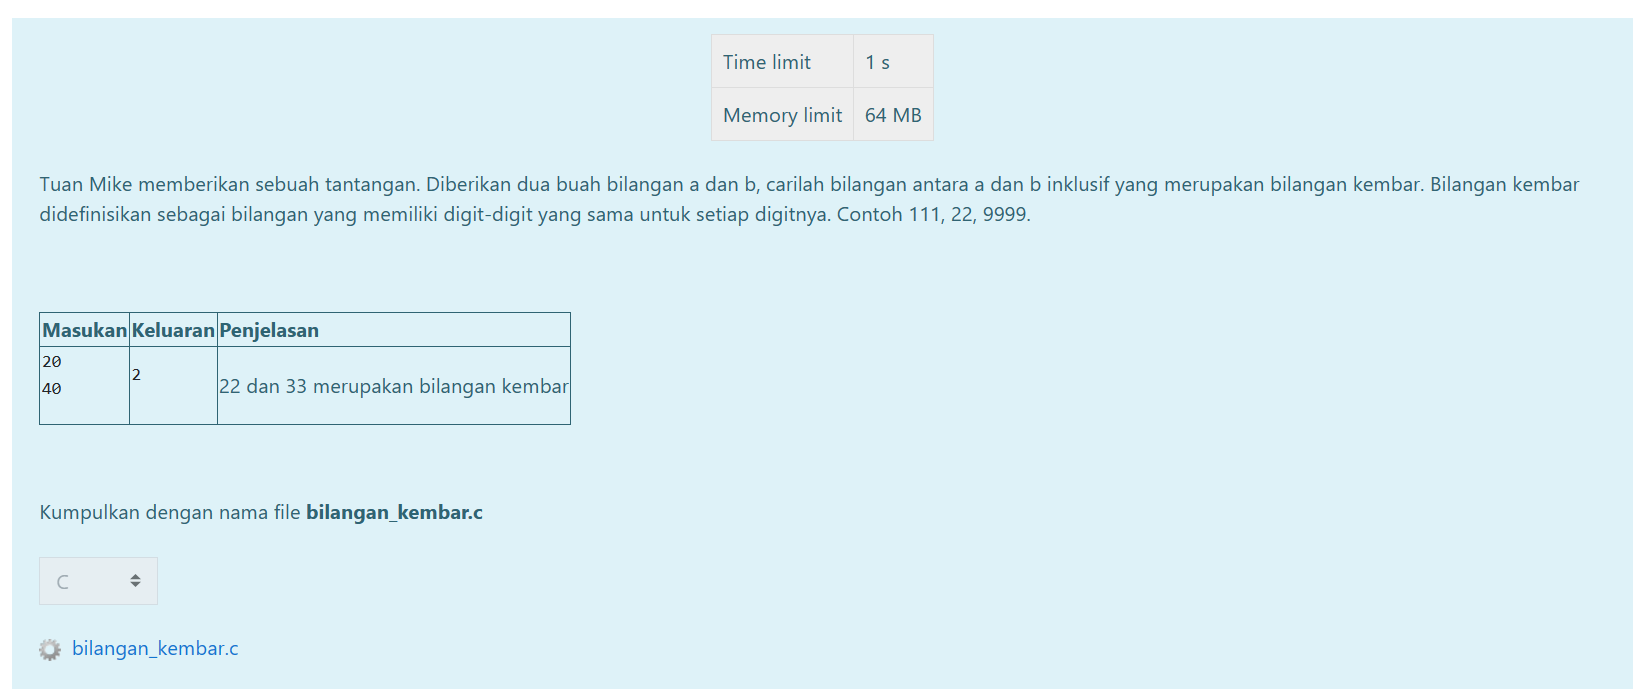 Time limit 1 s
Memory limit 64 MB
Tuan Mike memberikan sebuah tantangan. Diberikan dua buah bilangan a dan b, carilah bilangan antara a dan b inklusif yang merupakan bilangan kembar. Bilangan kembar
didefinisikan sebagai bilangan yang memiliki digit-digit yang sama untuk setiap digitnya. Contoh 111, 22, 9999.
Masukan Keluaran Penjelasan
20
40
2
22 dan 33 merupakan bilangan kembar
Kumpulkan dengan nama file bilangan_kembar.c
C
bilangan_kembar.c